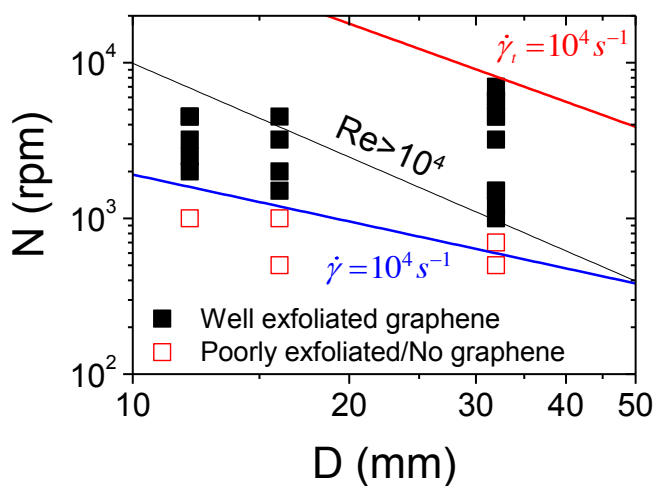 10⁴
N (rpm)
10³
10²
γ̇ₜ = 10⁴ s⁻¹
Re>10⁴
γ̇ = 10⁴ s⁻¹
Well exfoliated graphene
Poorly exfoliated/No graphene
10 20 30 40 50
D (mm)